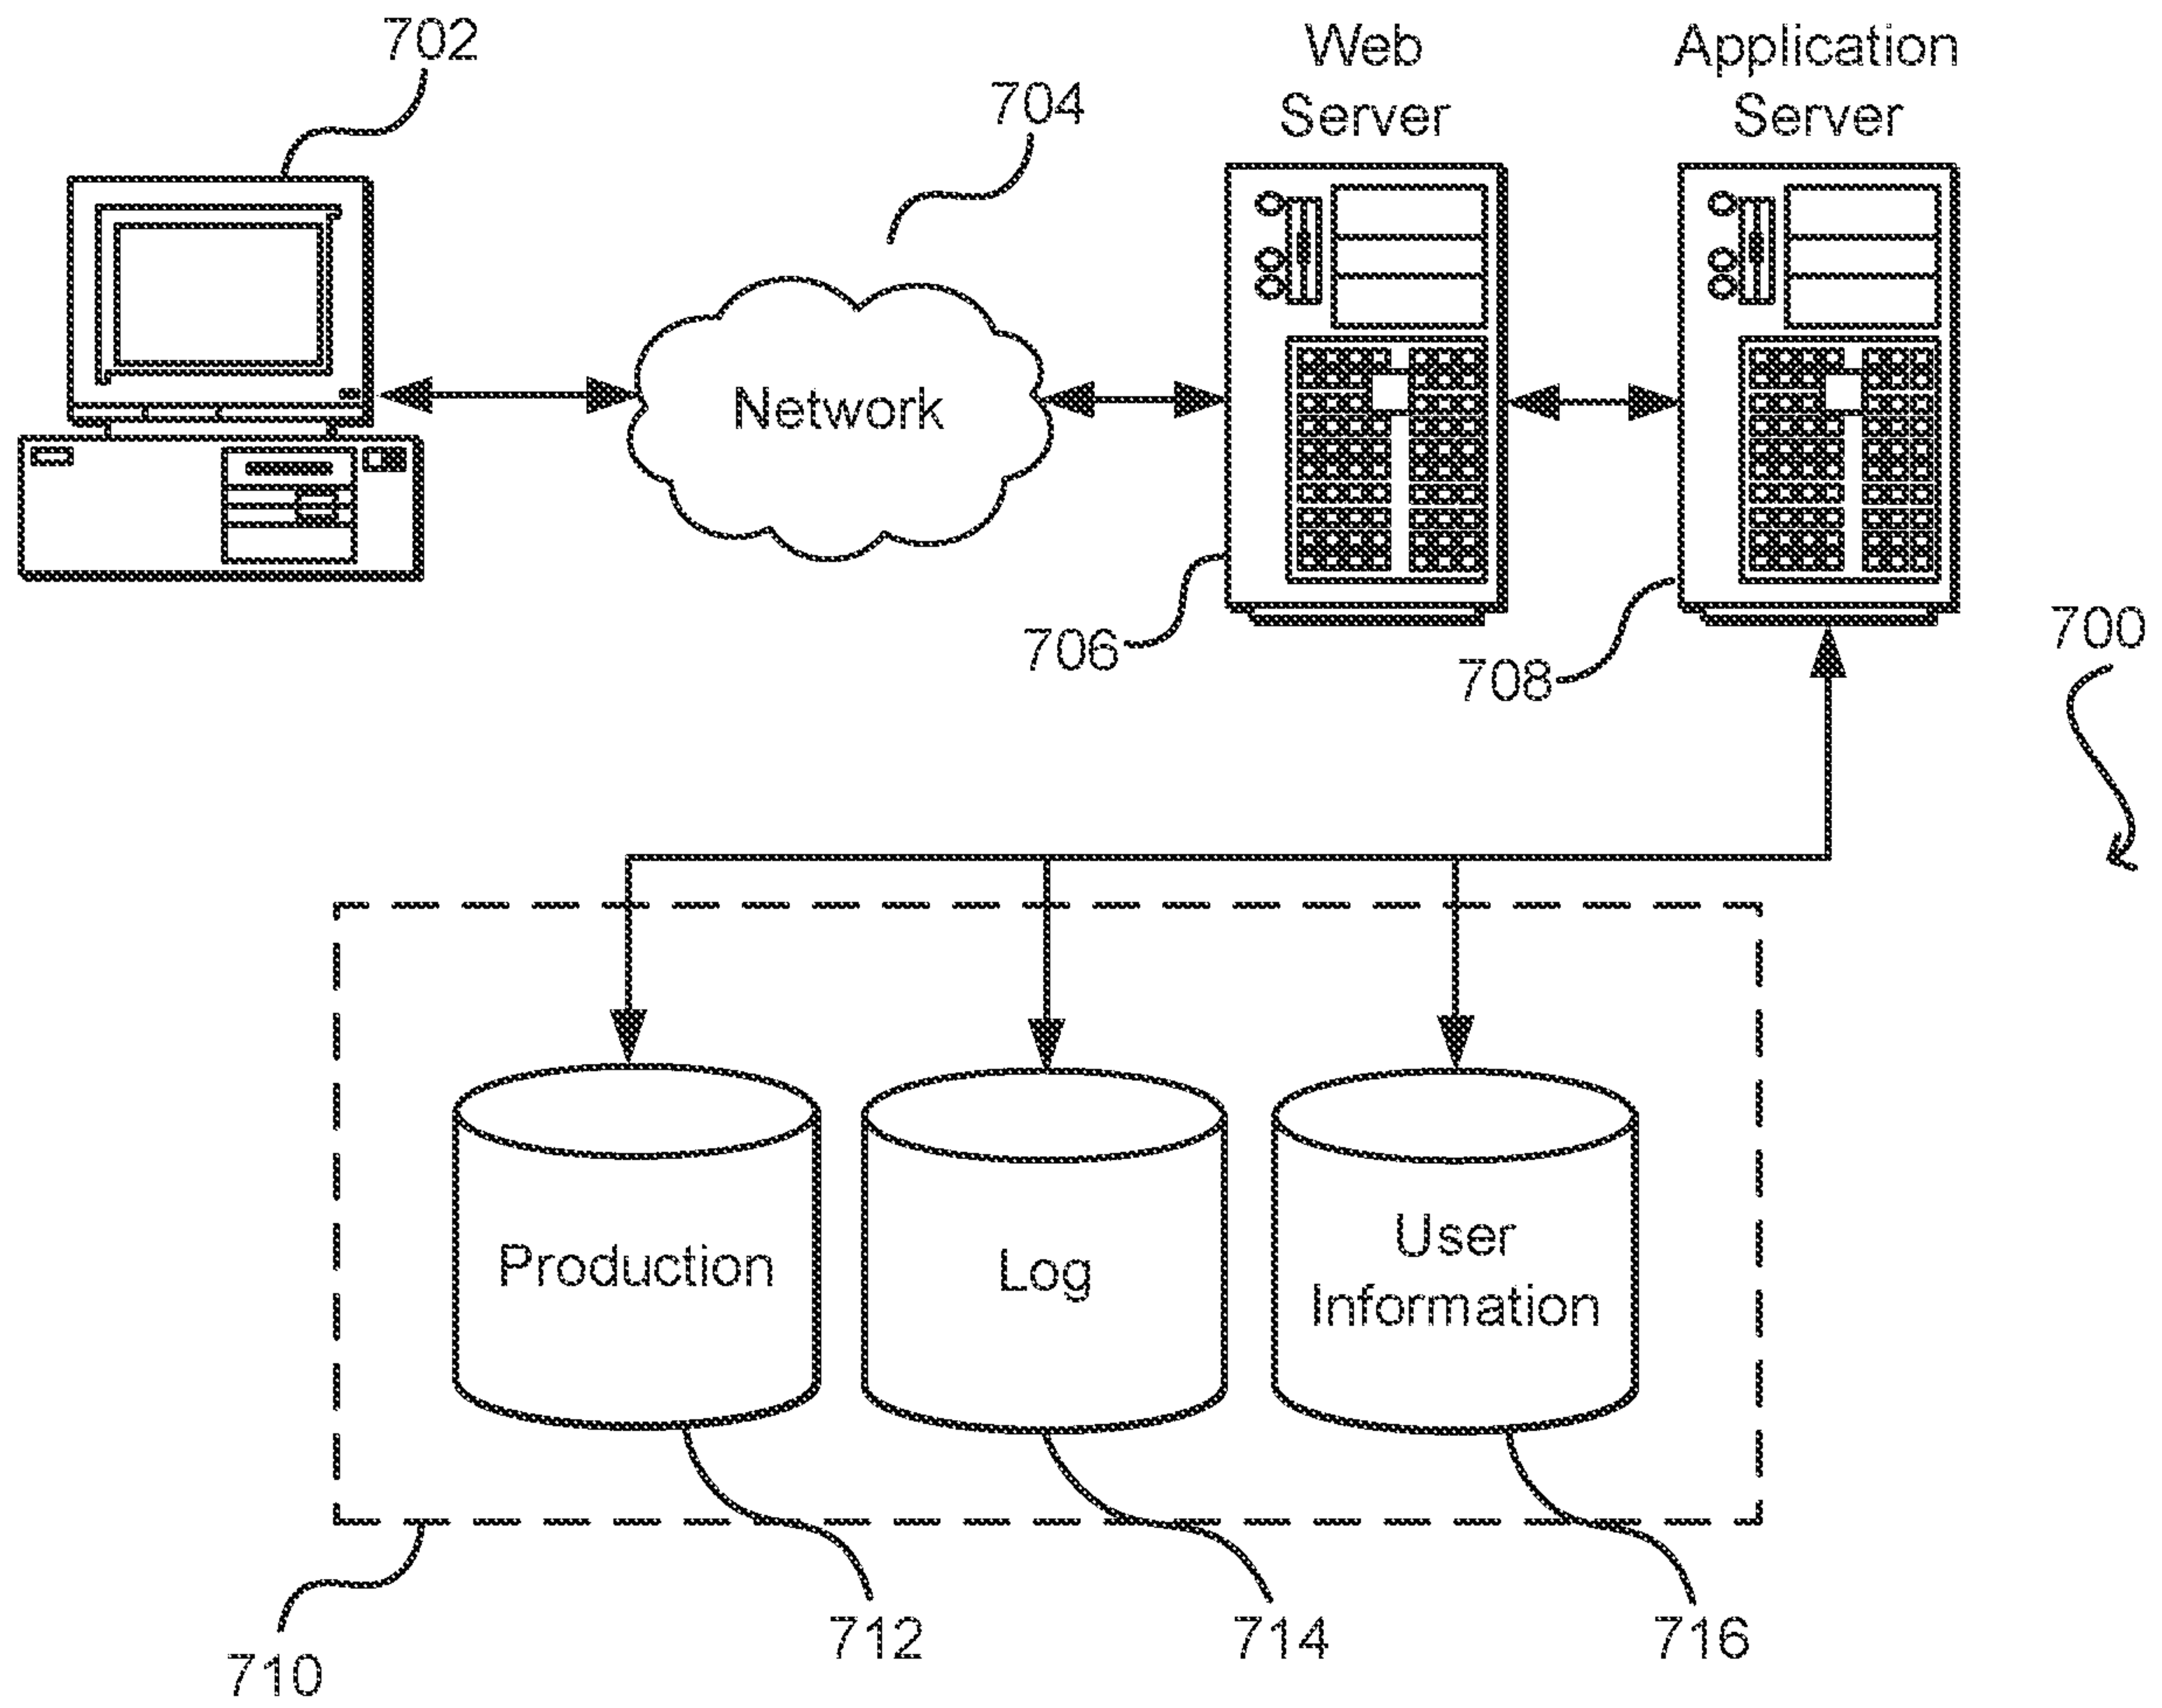 702
704
Web
Server
Application
Server
Network
706
708
700
Production
Log
User
Information
710
712
714
716